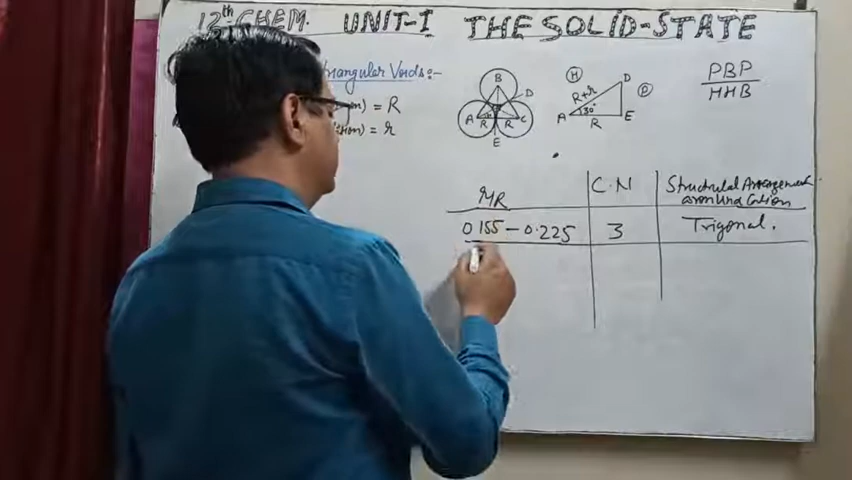 12th CHEM. UNIT-I THE SOLID-STATE
Triangular Voids:-
= R
= r
A B C D E R R
H R+r 30° A R E D P
PBP
HHB
r/R C.N Structural Arrangement around Cation
0.155-0.225 3 Trigonal.